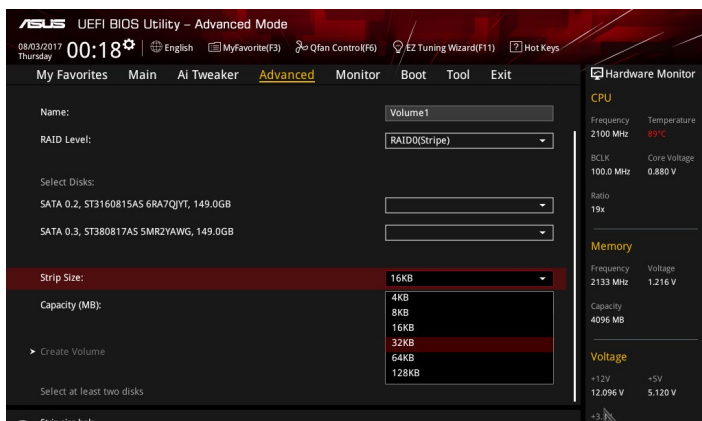 ASUS UEFI BIOS Utility – Advanced Mode
08/03/2017 Thursday 00:18 English MyFavorite(F3) Qfan Control(F6) EZ Tuning Wizard(F11) ? Hot Keys
My Favorites Main Ai Tweaker Advanced Monitor Boot Tool Exit
Hardware Monitor
Name: Volume1
RAID Level: RAID0(Stripe)
Select Disks:
SATA 0.2, ST3160815AS 6RA7QJYT, 149.0GB
SATA 0.3, ST380817AS 5MR2YAWG, 149.0GB
Strip Size: 16KB
4KB
8KB
16KB
32KB
64KB
128KB
Capacity (MB):
Create Volume
Select at least two disks
CPU
Frequency Temperature
2100 MHz 89°C
BCLK Core Voltage
100.0 MHz 0.880 V
Ratio
19x
Memory
Frequency Voltage
2133 MHz 1.216 V
Capacity
4096 MB
Voltage
+12V +5V
12.096 V 5.120 V